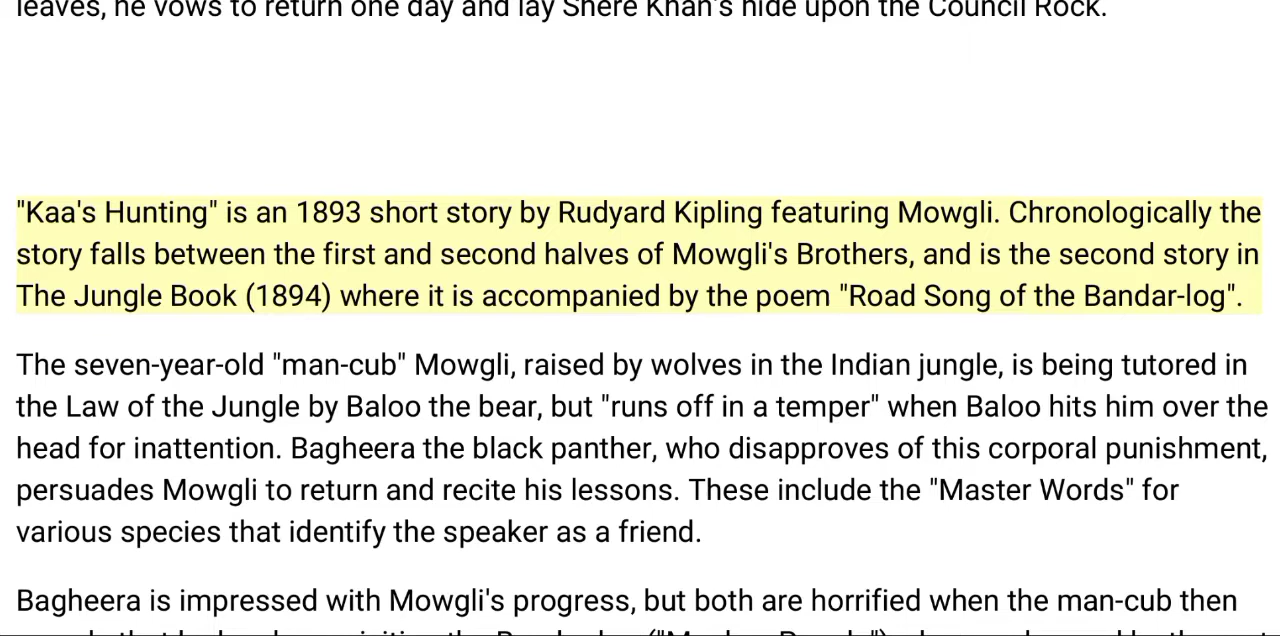 leaves, he vows to return one day and lay Shere Khan's hide upon the Council Rock.
"Kaa's Hunting" is an 1893 short story by Rudyard Kipling featuring Mowgli. Chronologically the
story falls between the first and second halves of Mowgli's Brothers, and is the second story in
The Jungle Book (1894) where it is accompanied by the poem "Road Song of the Bandar-log".
The seven-year-old "man-cub" Mowgli, raised by wolves in the Indian jungle, is being tutored in
the Law of the Jungle by Baloo the bear, but "runs off in a temper" when Baloo hits him over the
head for inattention. Bagheera the black panther, who disapproves of this corporal punishment,
persuades Mowgli to return and recite his lessons. These include the "Master Words" for
various species that identify the speaker as a friend.
Bagheera is impressed with Mowgli's progress, but both are horrified when the man-cub then